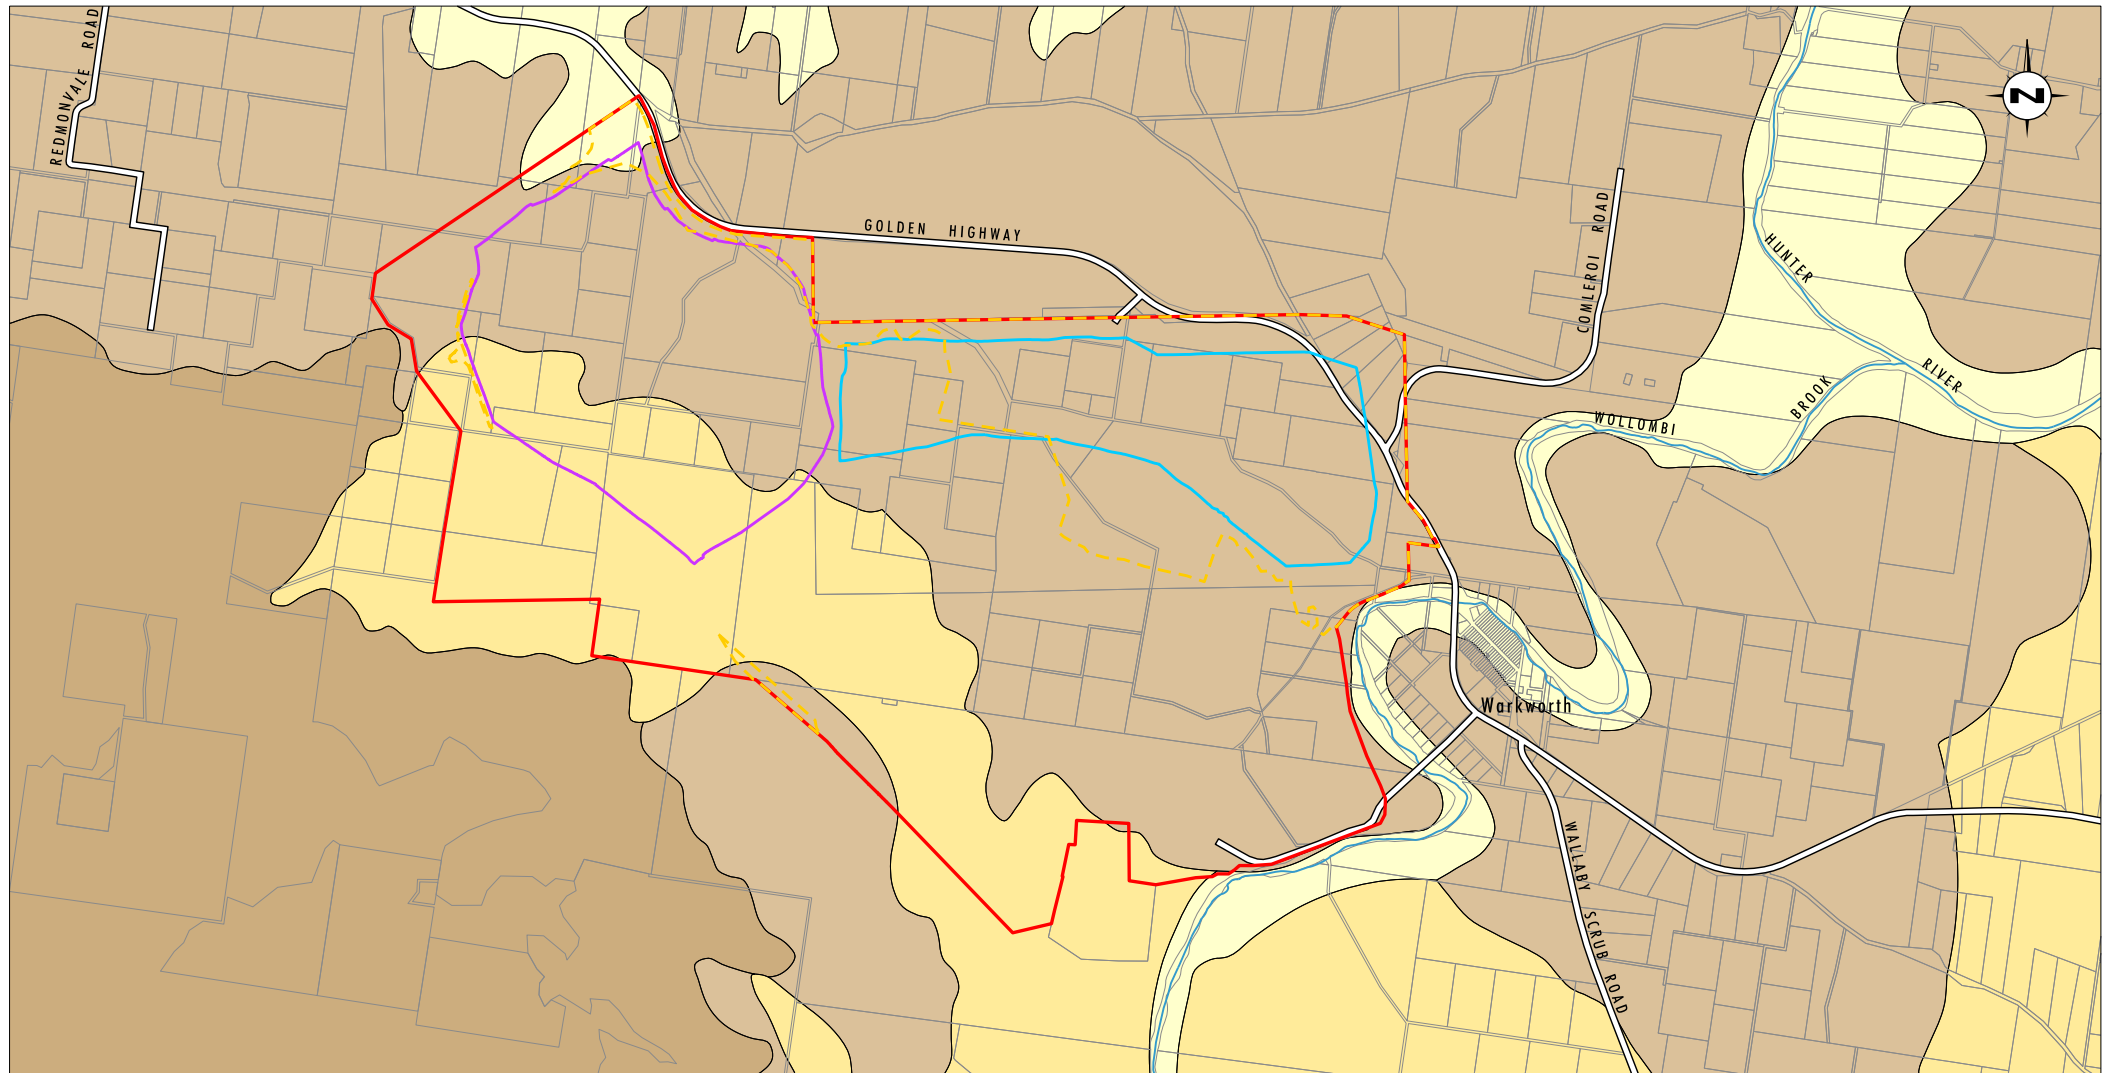 REDMONVALE ROAD
N
GOLDEN HIGHWAY
COMLEROI ROAD
HUNTER
RIVER
BROOK
WOLLOMBI
Warkworth
WALLABY SCRUB ROAD